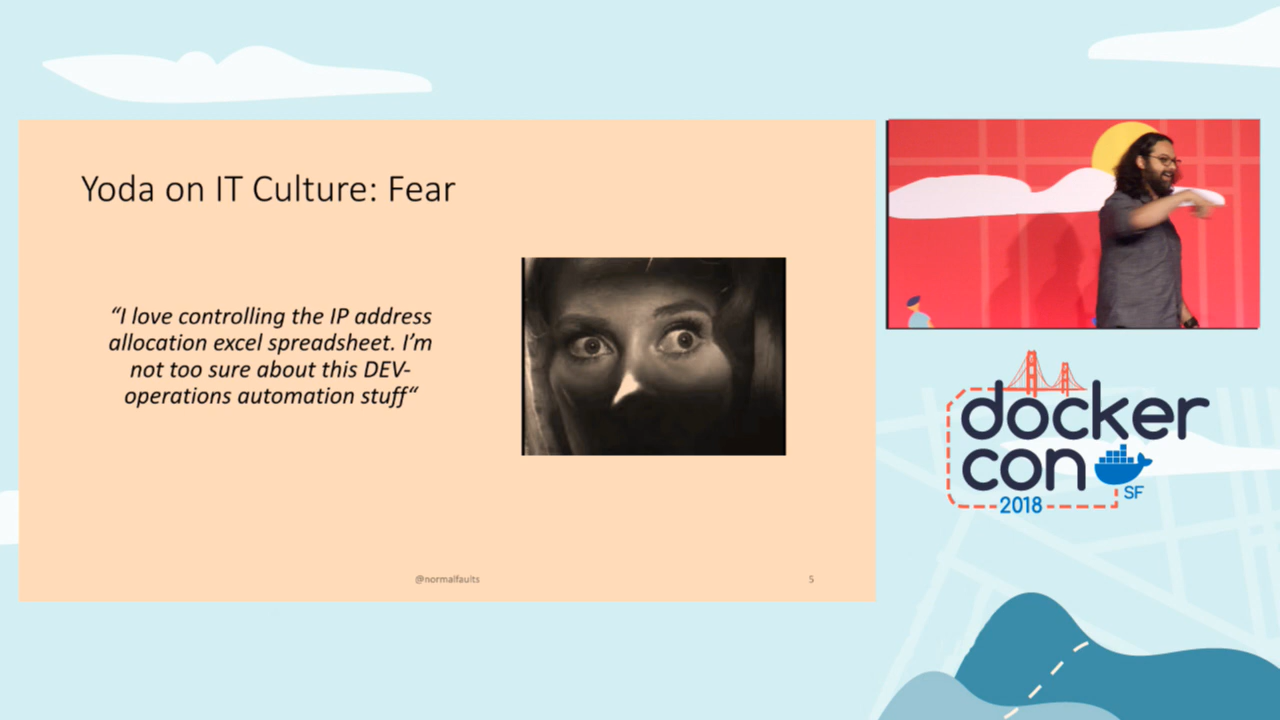 Yoda on IT Culture: Fear
“I love controlling the IP address
allocation excel spreadsheet. I’m
not too sure about this DEV-
operations automation stuff“
@normalfaults
5
docker
con
SF
2018